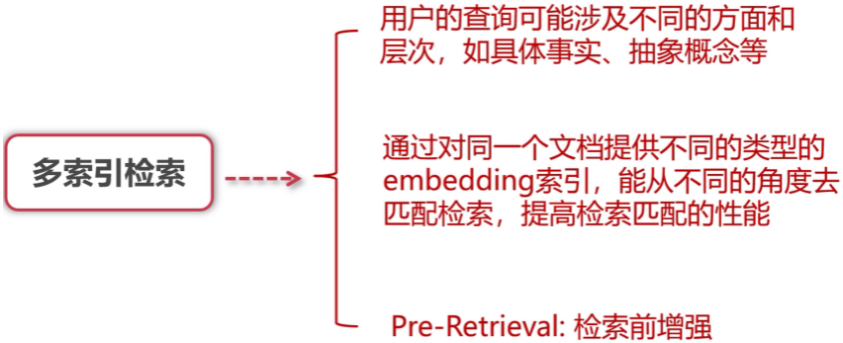 多索引检索
用户的查询可能涉及不同的方面和
层次，如具体事实、抽象概念等
通过对同一个文档提供不同的类型的
embedding索引，能从不同的角度去
匹配检索，提高检索匹配的性能
Pre-Retrieval: 检索前增强